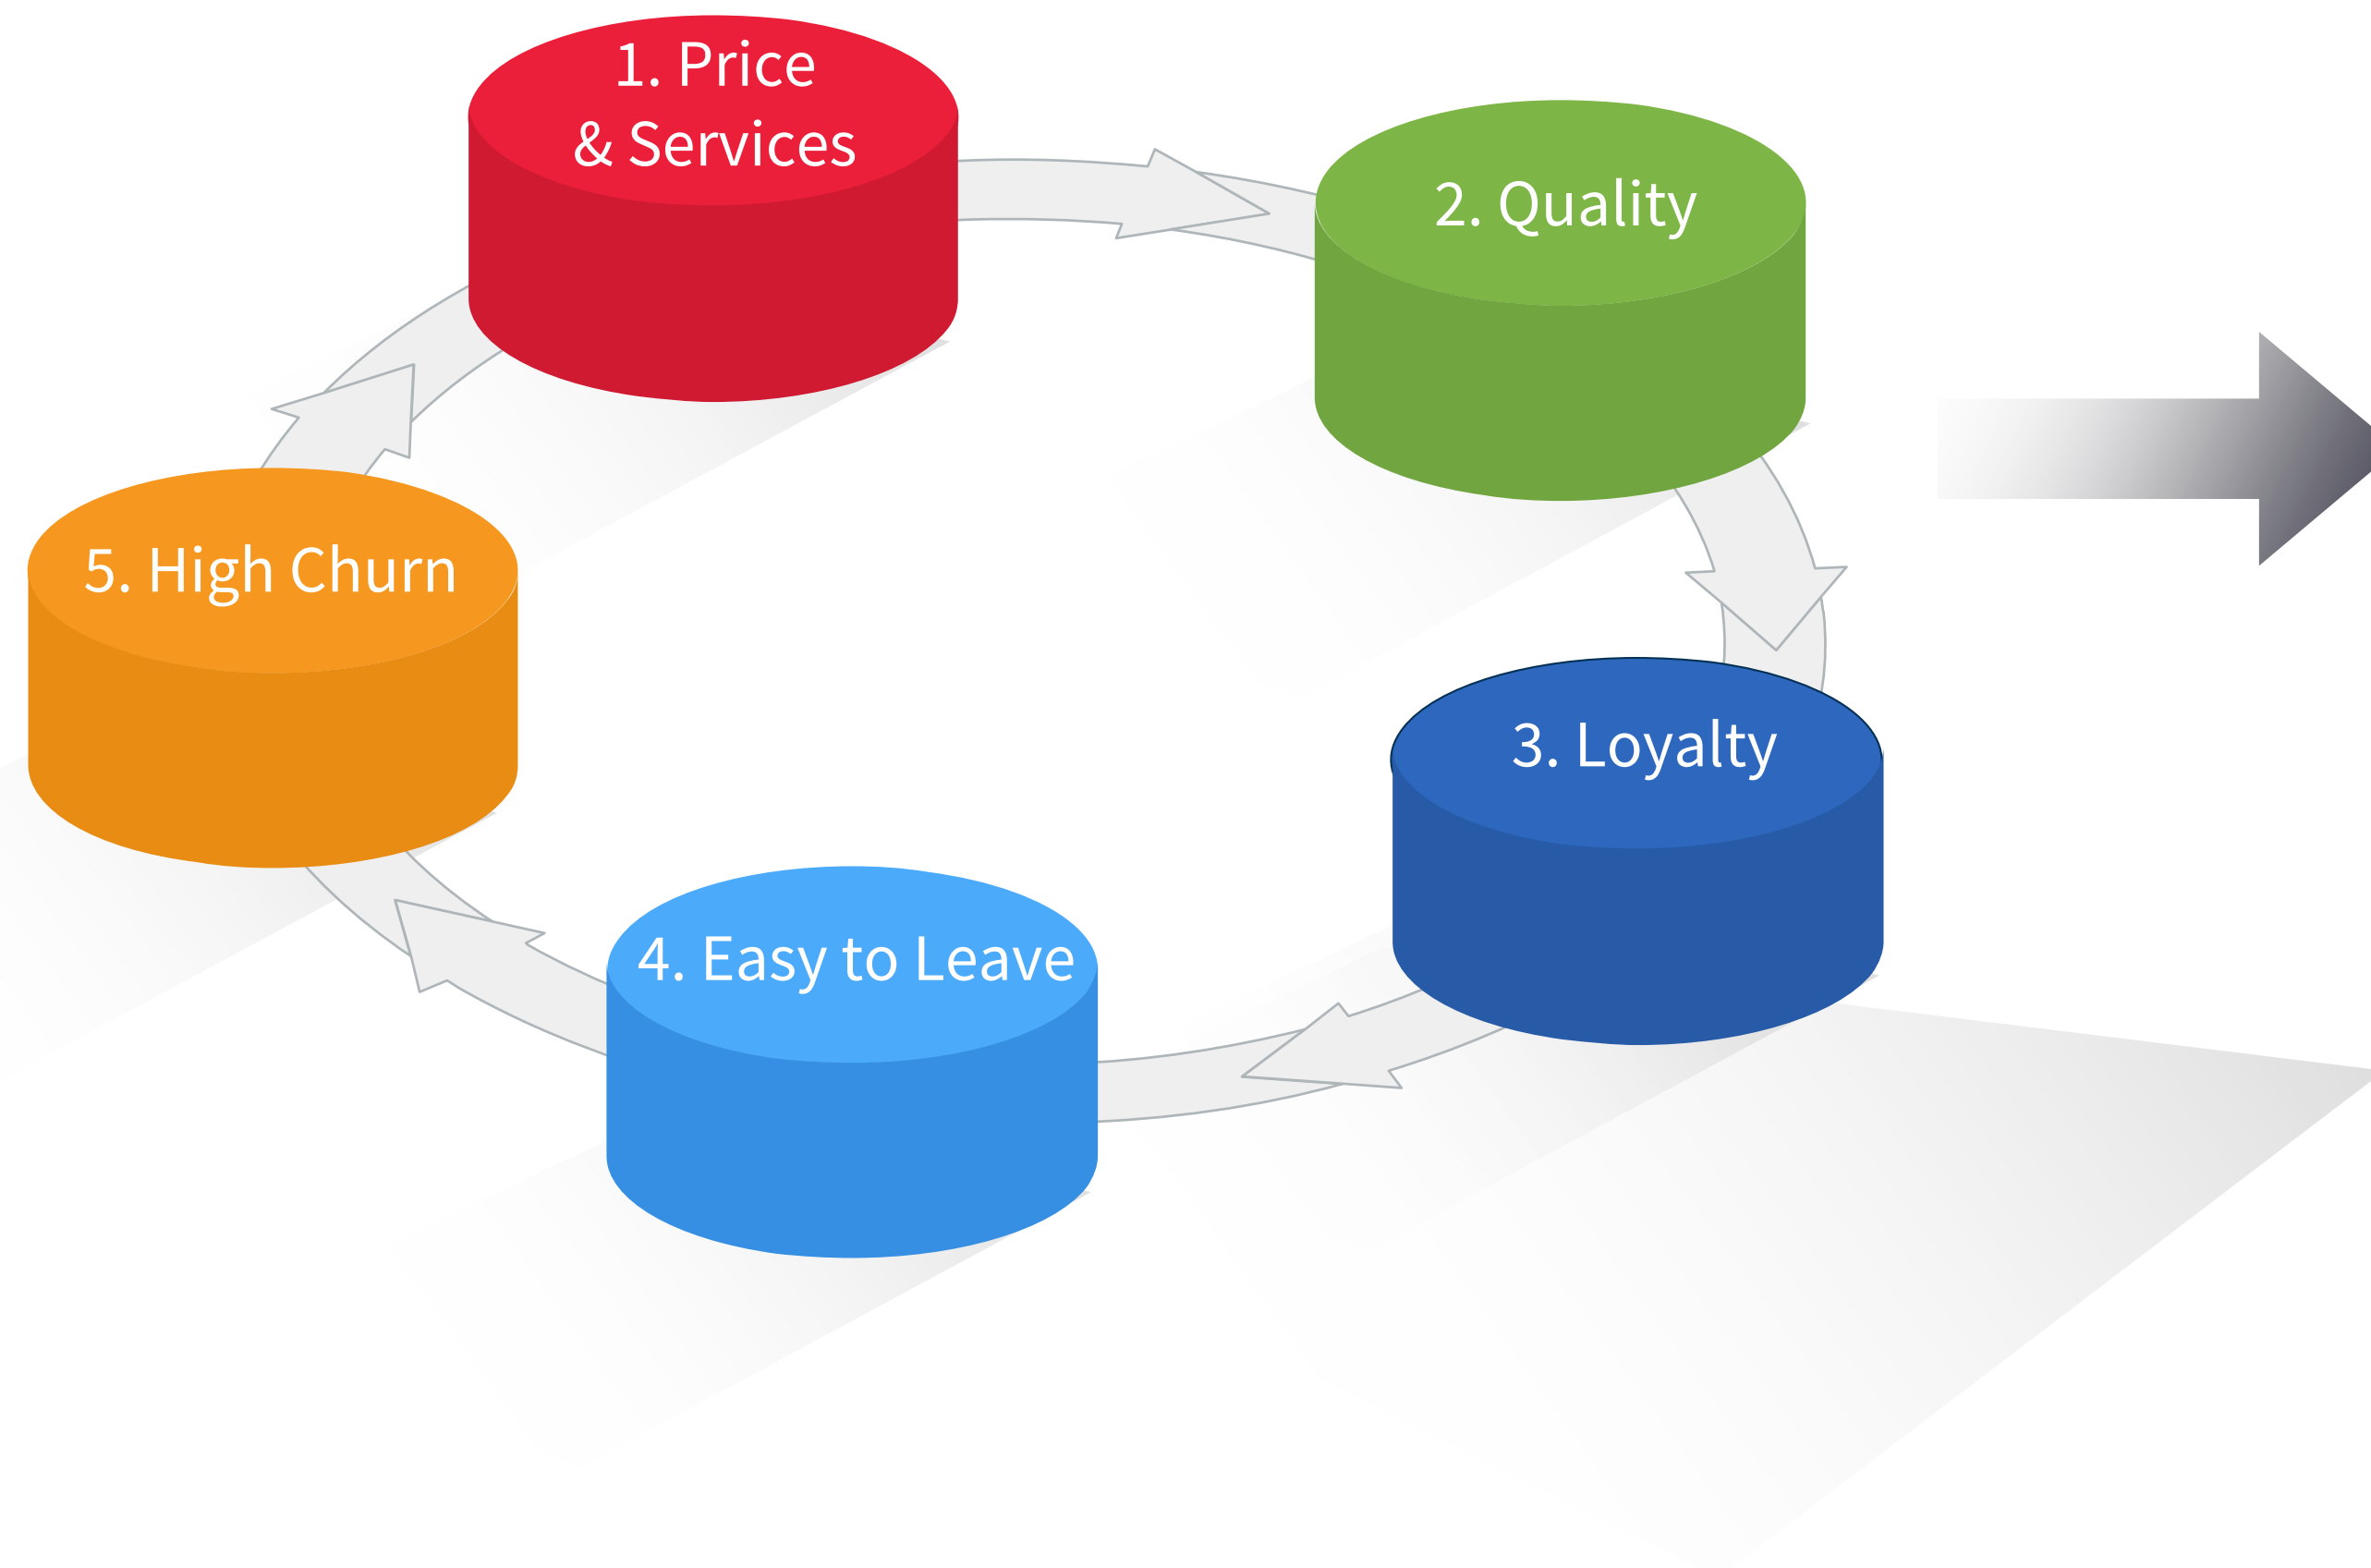 1. Price
& Services
2. Quality
3. Loyalty
4. Easy to Leave
5. High Churn